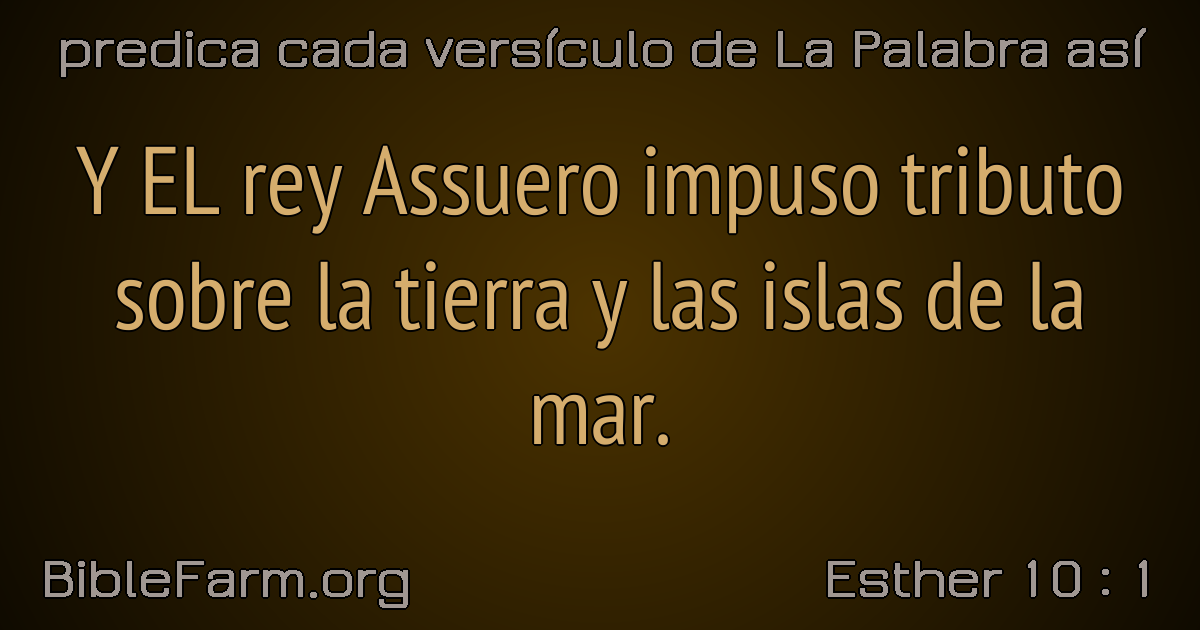 predica cada versículo de La Palabra así
Y EL rey Assuero impuso tributo
sobre la tierra y las islas de la
mar.
BibleFarm.org
Esther 10 : 1